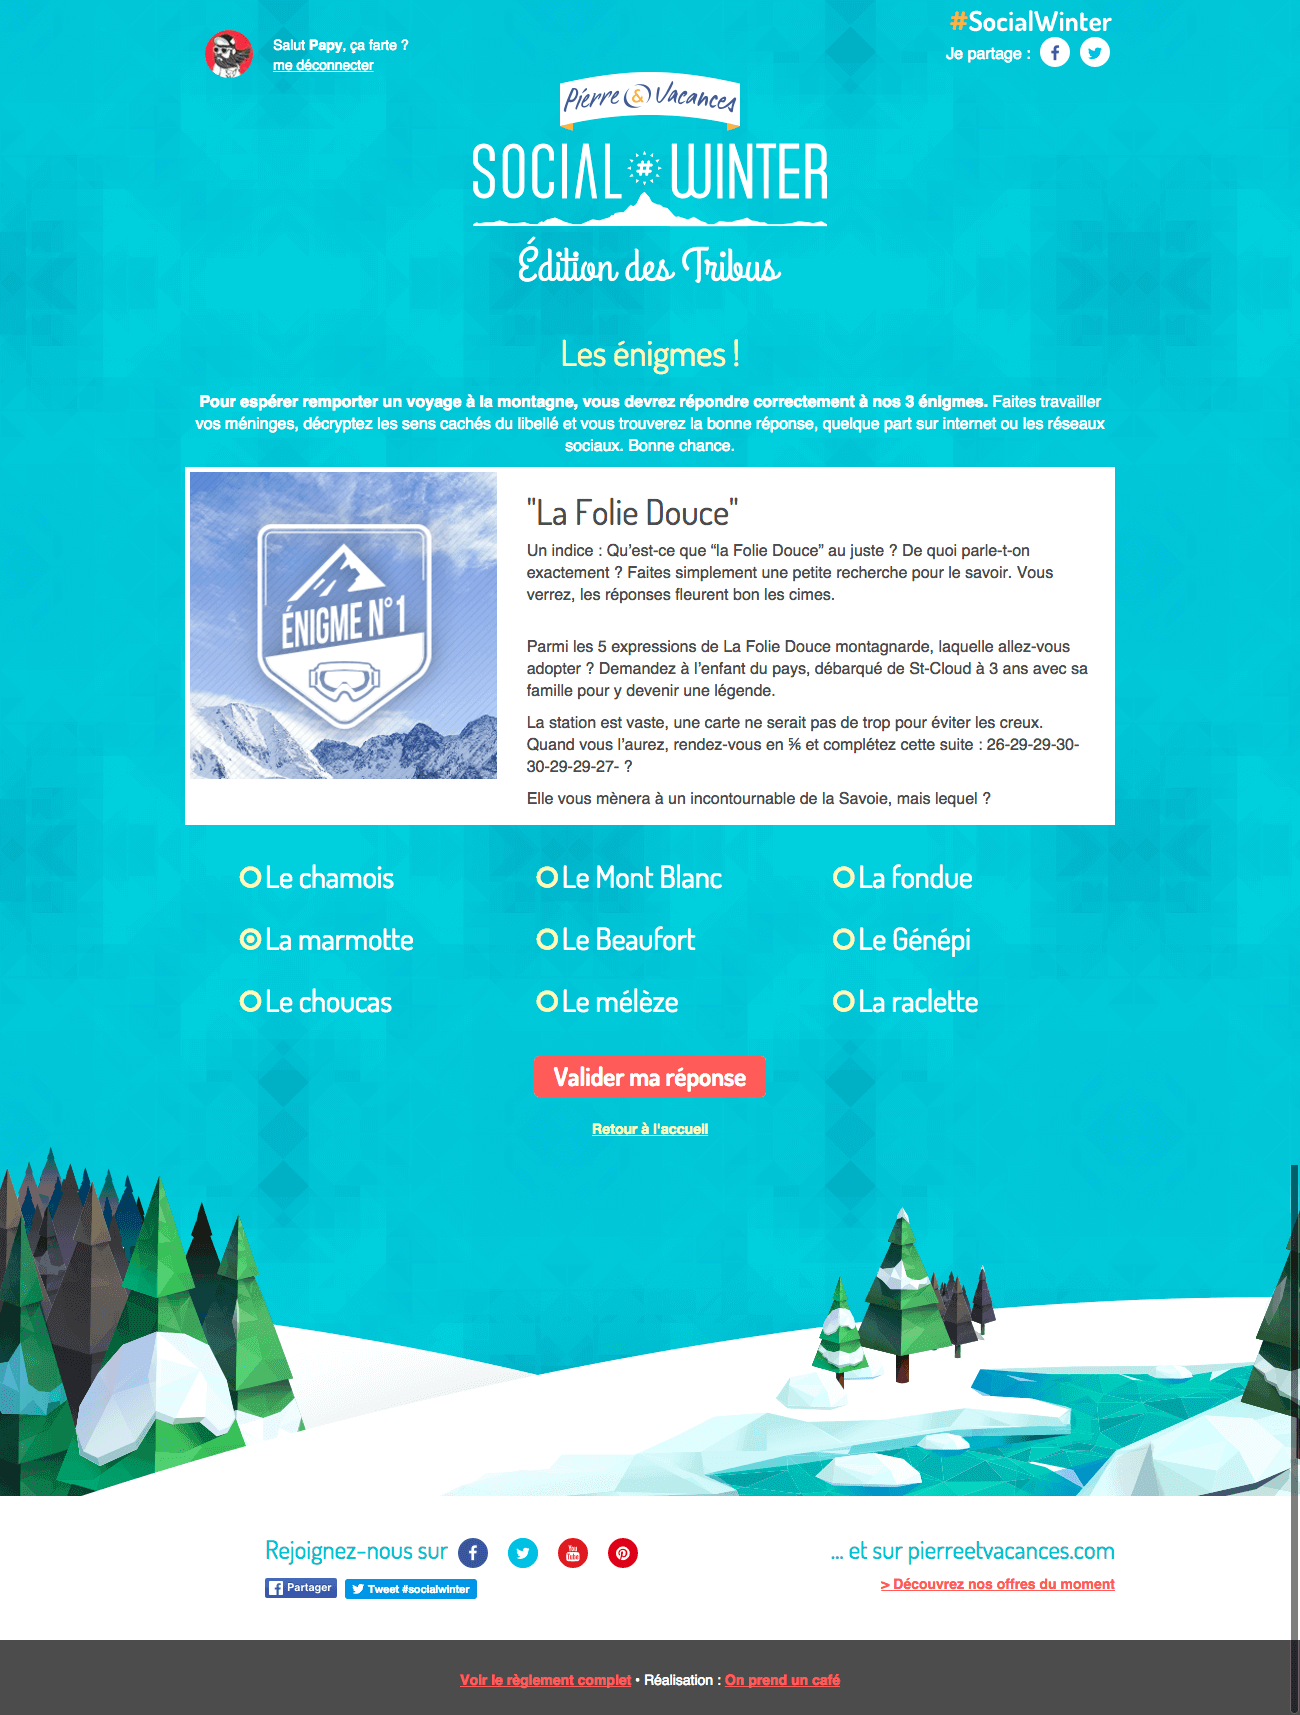 Salut Papy, ça farte ?
me déconnecter
#SocialWinter
Je partage :
Pierre & Vacances
SOCIAL # WINTER
Édition des Tribus
Les énigmes !
Pour espérer remporter un voyage à la montagne, vous devrez répondre correctement à nos 3 énigmes. Faites travailler
vos méninges, décryptez les sens cachés du libellé et vous trouverez la bonne réponse, quelque part sur internet ou les réseaux
sociaux. Bonne chance.
ÉNIGME N°1
"La Folie Douce"
Un indice : Qu’est-ce que “la Folie Douce” au juste ? De quoi parle-t-on
exactement ? Faites simplement une petite recherche pour le savoir. Vous
verrez, les réponses fleurent bon les cimes.
Parmi les 5 expressions de La Folie Douce montagnarde, laquelle allez-vous
adopter ? Demandez à l’enfant du pays, débarqué de St-Cloud à 3 ans avec sa
famille pour y devenir une légende.
La station est vaste, une carte ne serait pas de trop pour éviter les creux.
Quand vous l’aurez, rendez-vous en ⅚ et complétez cette suite : 26-29-29-30-
30-29-29-27- ?
Elle vous mènera à un incontournable de la Savoie, mais lequel ?
Le chamois
Le Mont Blanc
La fondue
La marmotte
Le Beaufort
Le Génépi
Le choucas
Le mélèze
La raclette
Valider ma réponse
Retour à l'accueil
Rejoignez-nous sur
You Tube
... et sur pierreetvacances.com
Partager
Tweet #socialwinter
> Découvrez nos offres du moment
Voir le règlement complet • Réalisation : On prend un café